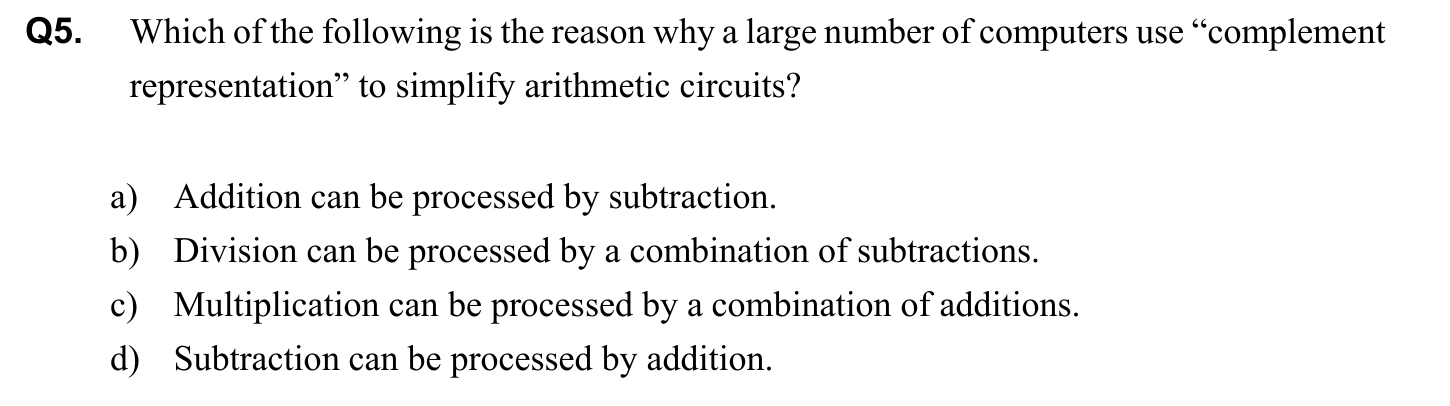 Q5. Which of the following is the reason why a large number of computers use “complement
representation” to simplify arithmetic circuits?
a) Addition can be processed by subtraction.
b) Division can be processed by a combination of subtractions.
c) Multiplication can be processed by a combination of additions.
d) Subtraction can be processed by addition.